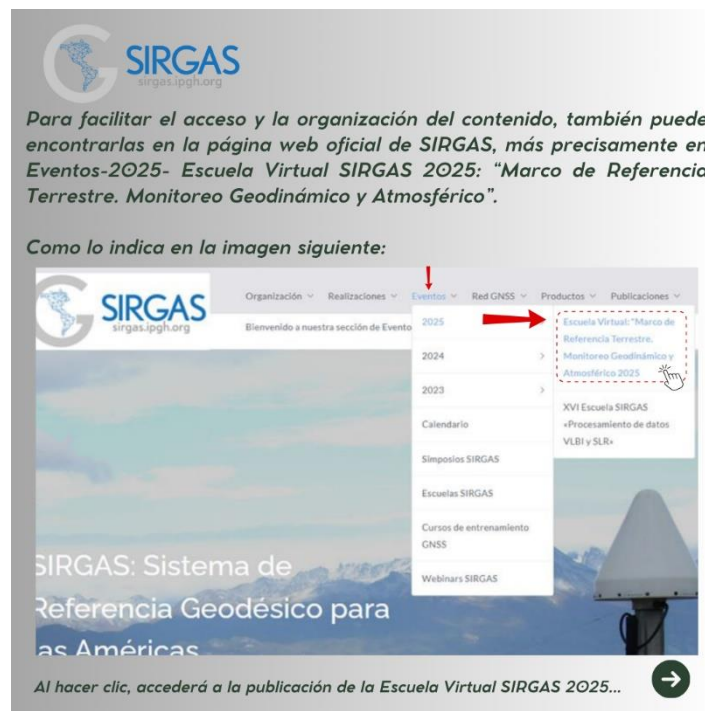 SIRGAS
sirgas.ipgh.org
Para facilitar el acceso y la organización del contenido, también puede
encontrarlas en la página web oficial de SIRGAS, más precisamente en
Eventos-2025- Escuela Virtual SIRGAS 2025: “Marco de Referencia
Terrestre. Monitoreo Geodinámico y Atmosférico”.
Como lo indica en la imagen siguiente:
SIRGAS
sirgas.ipgh.org
Organización Realizaciones Eventos Red GNSS Productos Publicaciones
Bienvenido a nuestra sección de Evento
2025
2024
2023
Calendario
Simposios SIRGAS
Escuelas SIRGAS
Cursos de entrenamiento
GNSS
Webinars SIRGAS
Escuela Virtual: “Marco de
Referencia Terrestre.
Monitoreo Geodinámico y
Atmosférico 2025
XVI Escuela SIRGAS
«Procesamiento de datos
VLBI y SLR»
SIRGAS: Sistema de
Referencia Geodésico para
as Américas
Al hacer clic, accederá a la publicación de la Escuela Virtual SIRGAS 2025...